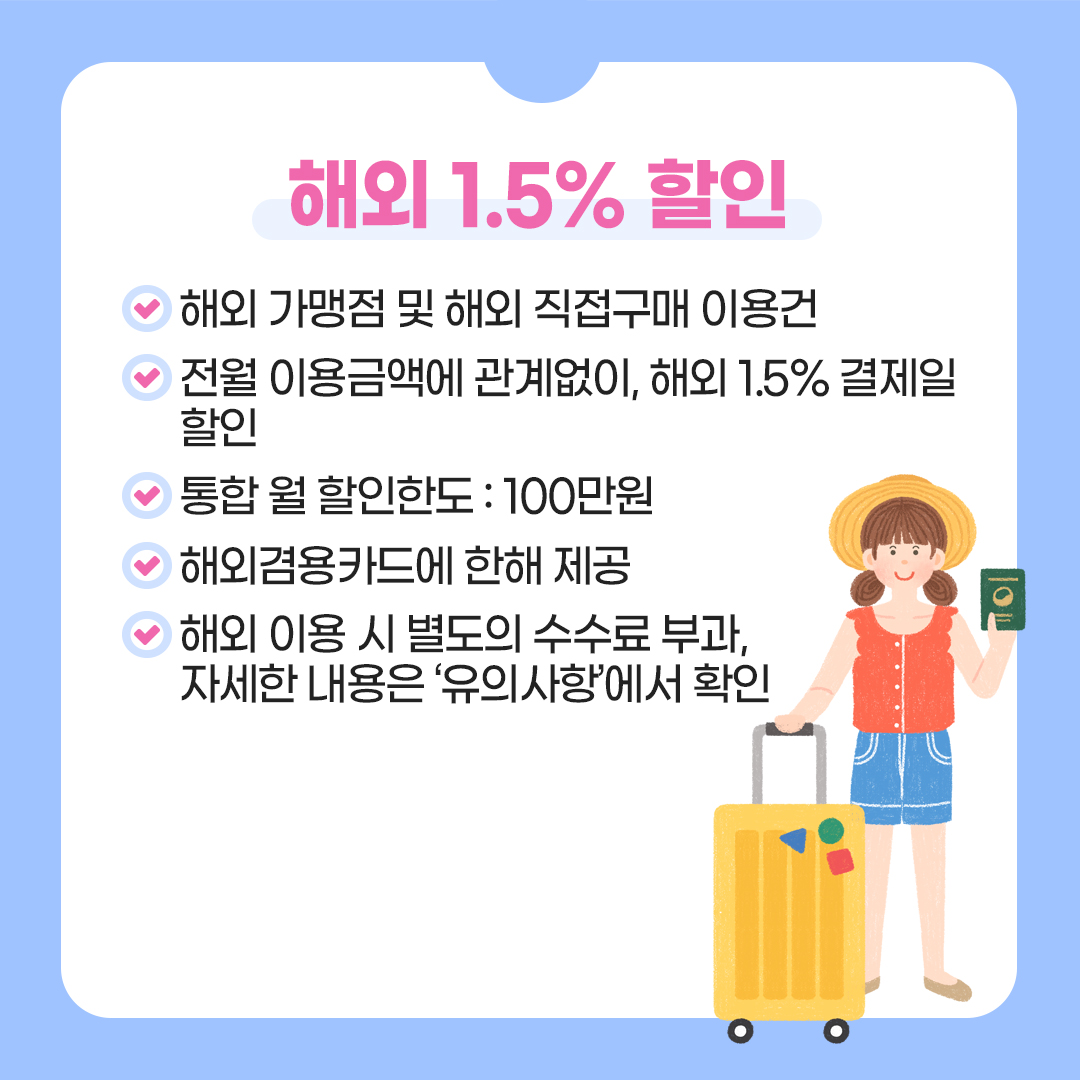 해외 1.5% 할인
해외 가맹점 및 해외 직접구매 이용건
전월 이용금액에 관계없이, 해외 1.5% 결제일
할인
통합 월 할인한도 : 100만원
해외겸용카드에 한해 제공
해외 이용 시 별도의 수수료 부과,
자세한 내용은 ‘유의사항’에서 확인